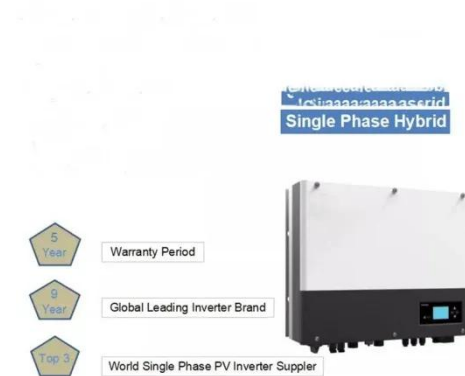 Single Phase Hybrid
5
Year
Warranty Period
9
Year
Global Leading Inverter Brand
Top 3
World Single Phase PV Inverter Suppler